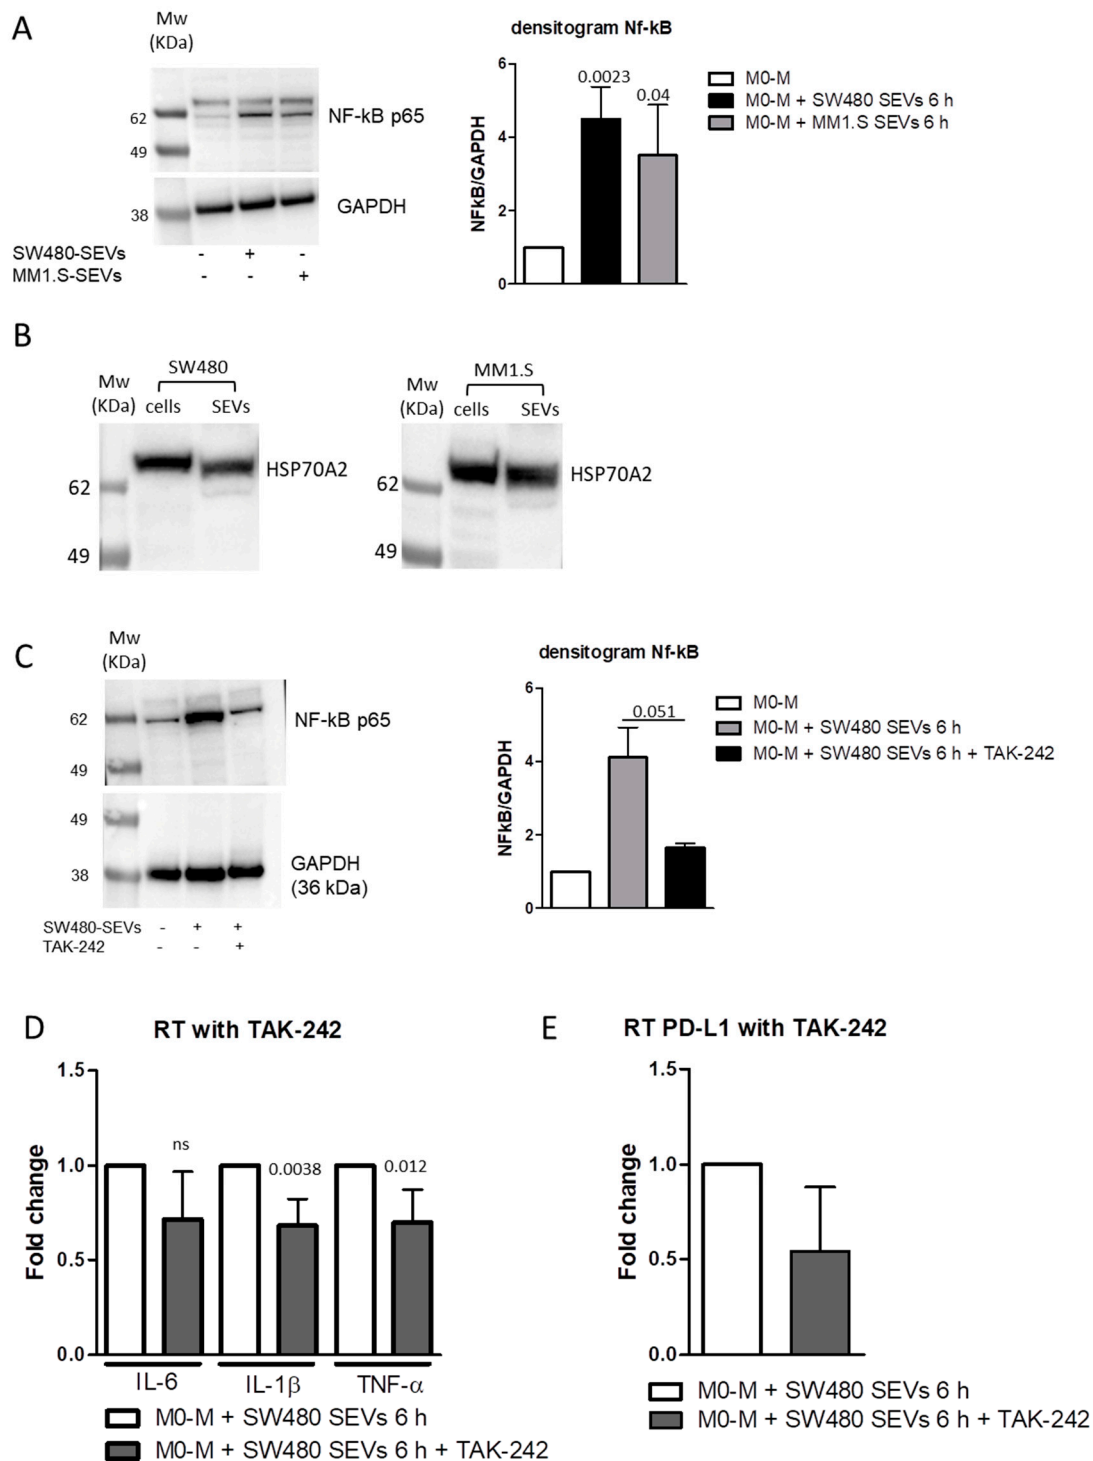 A
Mw
(KDa)
62
49
38
NF-kB p65
GAPDH
SW480-SEVs - + -
MM1.S-SEVs - - +
densitogram Nf-kB
NFkB/GAPDH
6
4
2
0
0.0023
0.04
M0-M
M0-M + SW480 SEVs 6 h
M0-M + MM1.S SEVs 6 h
B
SW480
Mw
(KDa) cells SEVs
62
49
HSP70A2
MM1.S
Mw
(KDa) cells SEVs
62
49
HSP70A2
C
Mw
(KDa)
62
49
49
38
NF-kB p65
GAPDH
(36 kDa)
SW480-SEVs - + +
TAK-242 - - +
densitogram Nf-kB
NFkB/GAPDH
6
4
2
0
0.051
M0-M
M0-M + SW480 SEVs 6 h
M0-M + SW480 SEVs 6 h + TAK-242
D
RT with TAK-242
Fold change
1.5
1.0
0.5
0.0
ns
0.0038
0.012
IL-6 IL-1β TNF-α
M0-M + SW480 SEVs 6 h
M0-M + SW480 SEVs 6 h + TAK-242
E
RT PD-L1 with TAK-242
Fold change
1.5
1.0
0.5
0.0
M0-M + SW480 SEVs 6 h
M0-M + SW480 SEVs 6 h + TAK-242